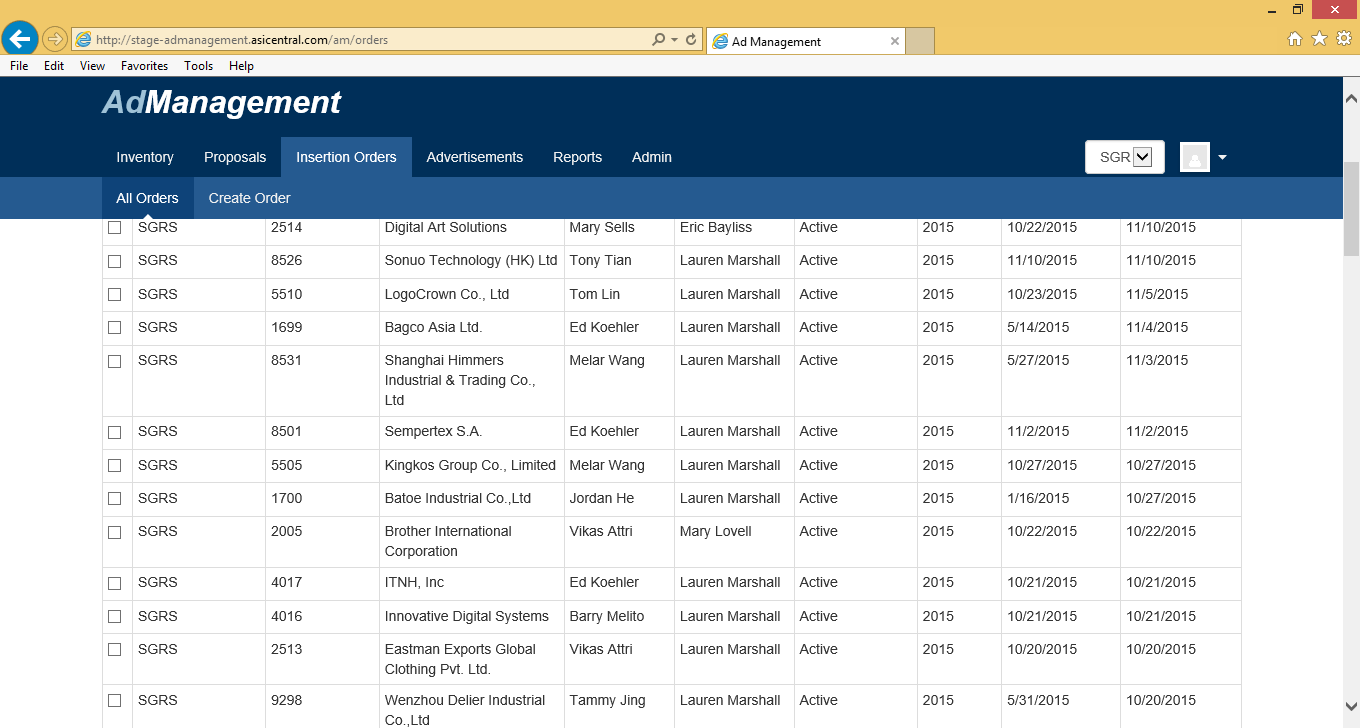 http://stage-admanagement.asicentral.com/am/orders
Ad Management
File Edit View Favorites Tools Help
AdManagement
Inventory Proposals Insertion Orders Advertisements Reports Admin SGR
All Orders Create Order
SGRS 2514 Digital Art Solutions Mary Sells Eric Bayliss Active 2015 10/22/2015 11/10/2015
SGRS 8526 Sonuo Technology (HK) Ltd Tony Tian Lauren Marshall Active 2015 11/10/2015 11/10/2015
SGRS 5510 LogoCrown Co., Ltd Tom Lin Lauren Marshall Active 2015 10/23/2015 11/5/2015
SGRS 1699 Bagco Asia Ltd. Ed Koehler Lauren Marshall Active 2015 5/14/2015 11/4/2015
SGRS 8531 Shanghai Himmers Melar Wang Lauren Marshall Active 2015 5/27/2015 11/3/2015
Industrial & Trading Co.,
Ltd
SGRS 8501 Sempertex S.A. Ed Koehler Lauren Marshall Active 2015 11/2/2015 11/2/2015
SGRS 5505 Kingkos Group Co., Limited Melar Wang Lauren Marshall Active 2015 10/27/2015 10/27/2015
SGRS 1700 Batoe Industrial Co.,Ltd Jordan He Lauren Marshall Active 2015 1/16/2015 10/27/2015
SGRS 2005 Brother International Vikas Attri Mary Lovell Active 2015 10/22/2015 10/22/2015
Corporation
SGRS 4017 ITNH, Inc Ed Koehler Lauren Marshall Active 2015 10/21/2015 10/21/2015
SGRS 4016 Innovative Digital Systems Barry Melito Lauren Marshall Active 2015 10/21/2015 10/21/2015
SGRS 2513 Eastman Exports Global Vikas Attri Lauren Marshall Active 2015 10/20/2015 10/20/2015
Clothing Pvt. Ltd.
SGRS 9298 Wenzhou Delier Industrial Tammy Jing Lauren Marshall Active 2015 5/31/2015 10/20/2015
Co.,Ltd